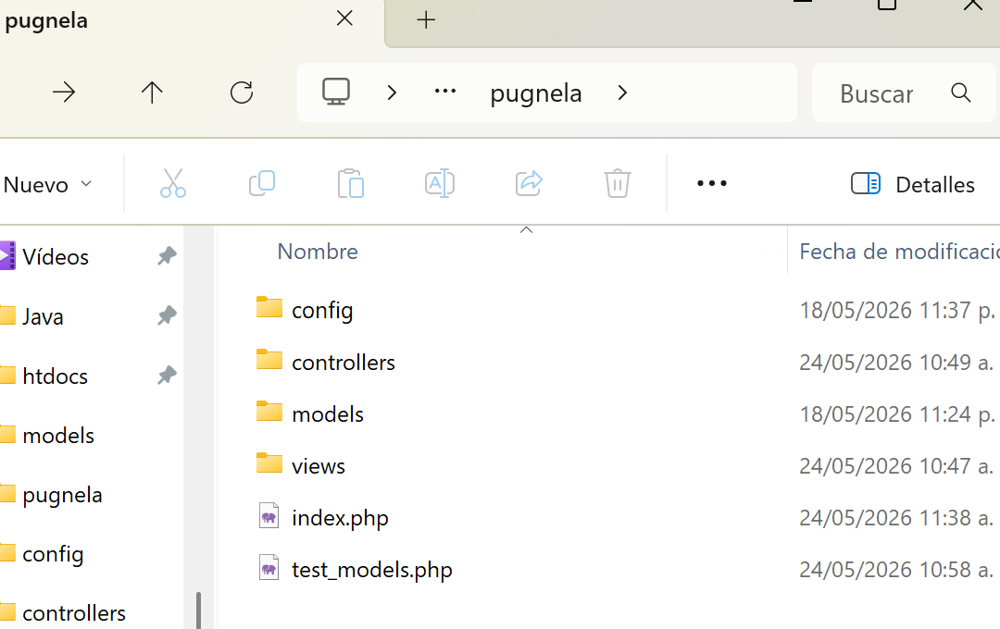 pugnela
pugnela
Buscar
Nuevo
Detalles
Nombre
Fecha de modificació
Vídeos
Java
htdocs
models
pugnela
config
controllers
config 18/05/2026 11:37 p.
controllers 24/05/2026 10:49 a.
models 18/05/2026 11:24 p.
views 24/05/2026 10:47 a.
index.php 24/05/2026 11:38 a.
test_models.php 24/05/2026 10:58 a.